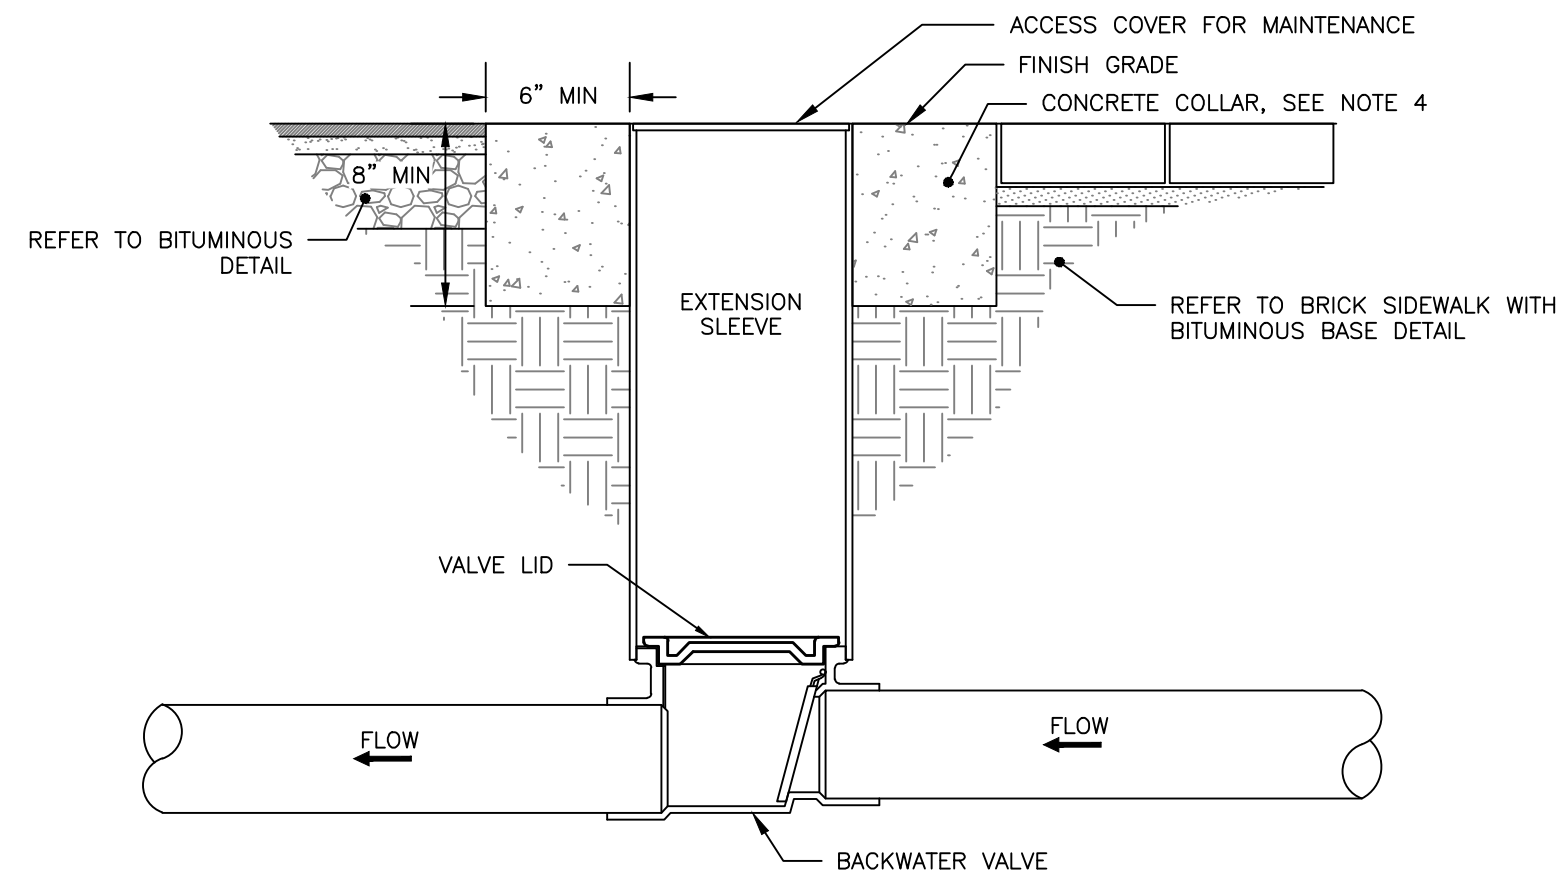 ACCESS COVER FOR MAINTENANCE
FINISH GRADE
6” MIN
CONCRETE COLLAR, SEE NOTE 4
8” MIN
REFER TO BITUMINOUS
DETAIL
EXTENSION
SLEEVE
REFER TO BRICK SIDEWALK WITH
BITUMINOUS BASE DETAIL
VALVE LID
FLOW
FLOW
BACKWATER VALVE